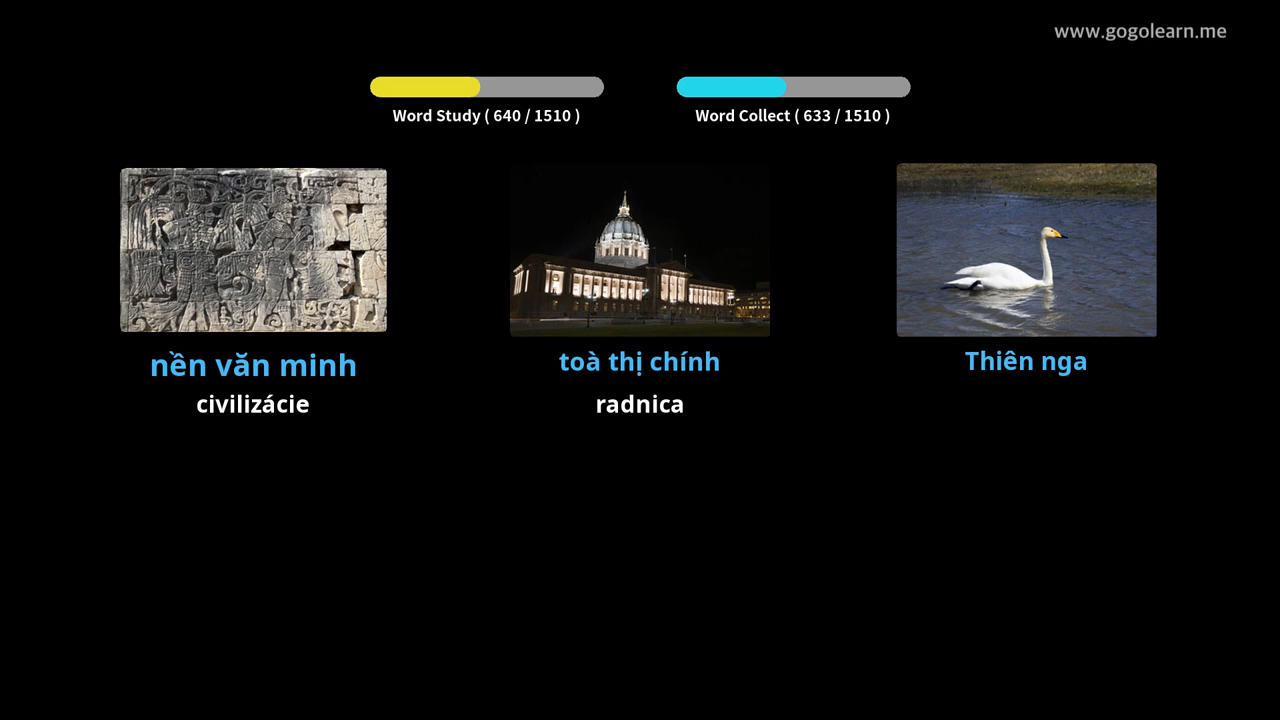 www.gogolearn.me
Word Study ( 640 / 1510 )
Word Collect ( 633 / 1510 )
nền văn minh
civilizácie
toà thị chính
radnica
Thiên nga